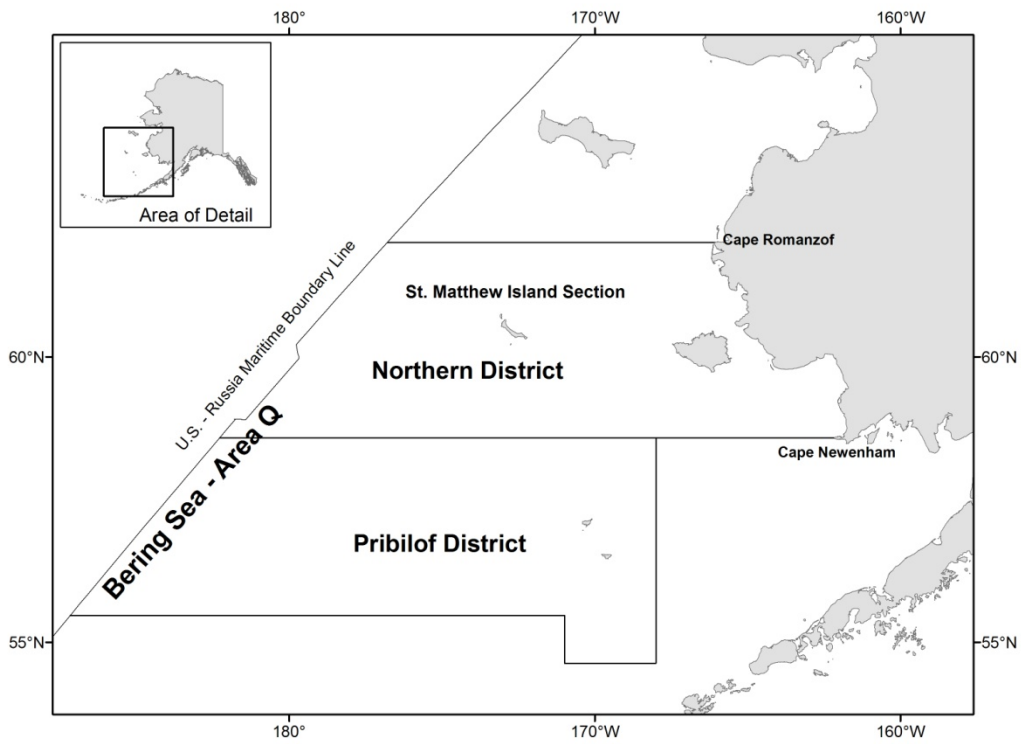 180°
170°W
160°W
Area of Detail
Cape Romanzof
U.S. - Russia Maritime Boundary Line
St. Matthew Island Section
60°N
60°N
Northern District
Bering Sea - Area Q
Cape Newenham
Pribilof District
55°N
55°N
180°
170°W
160°W